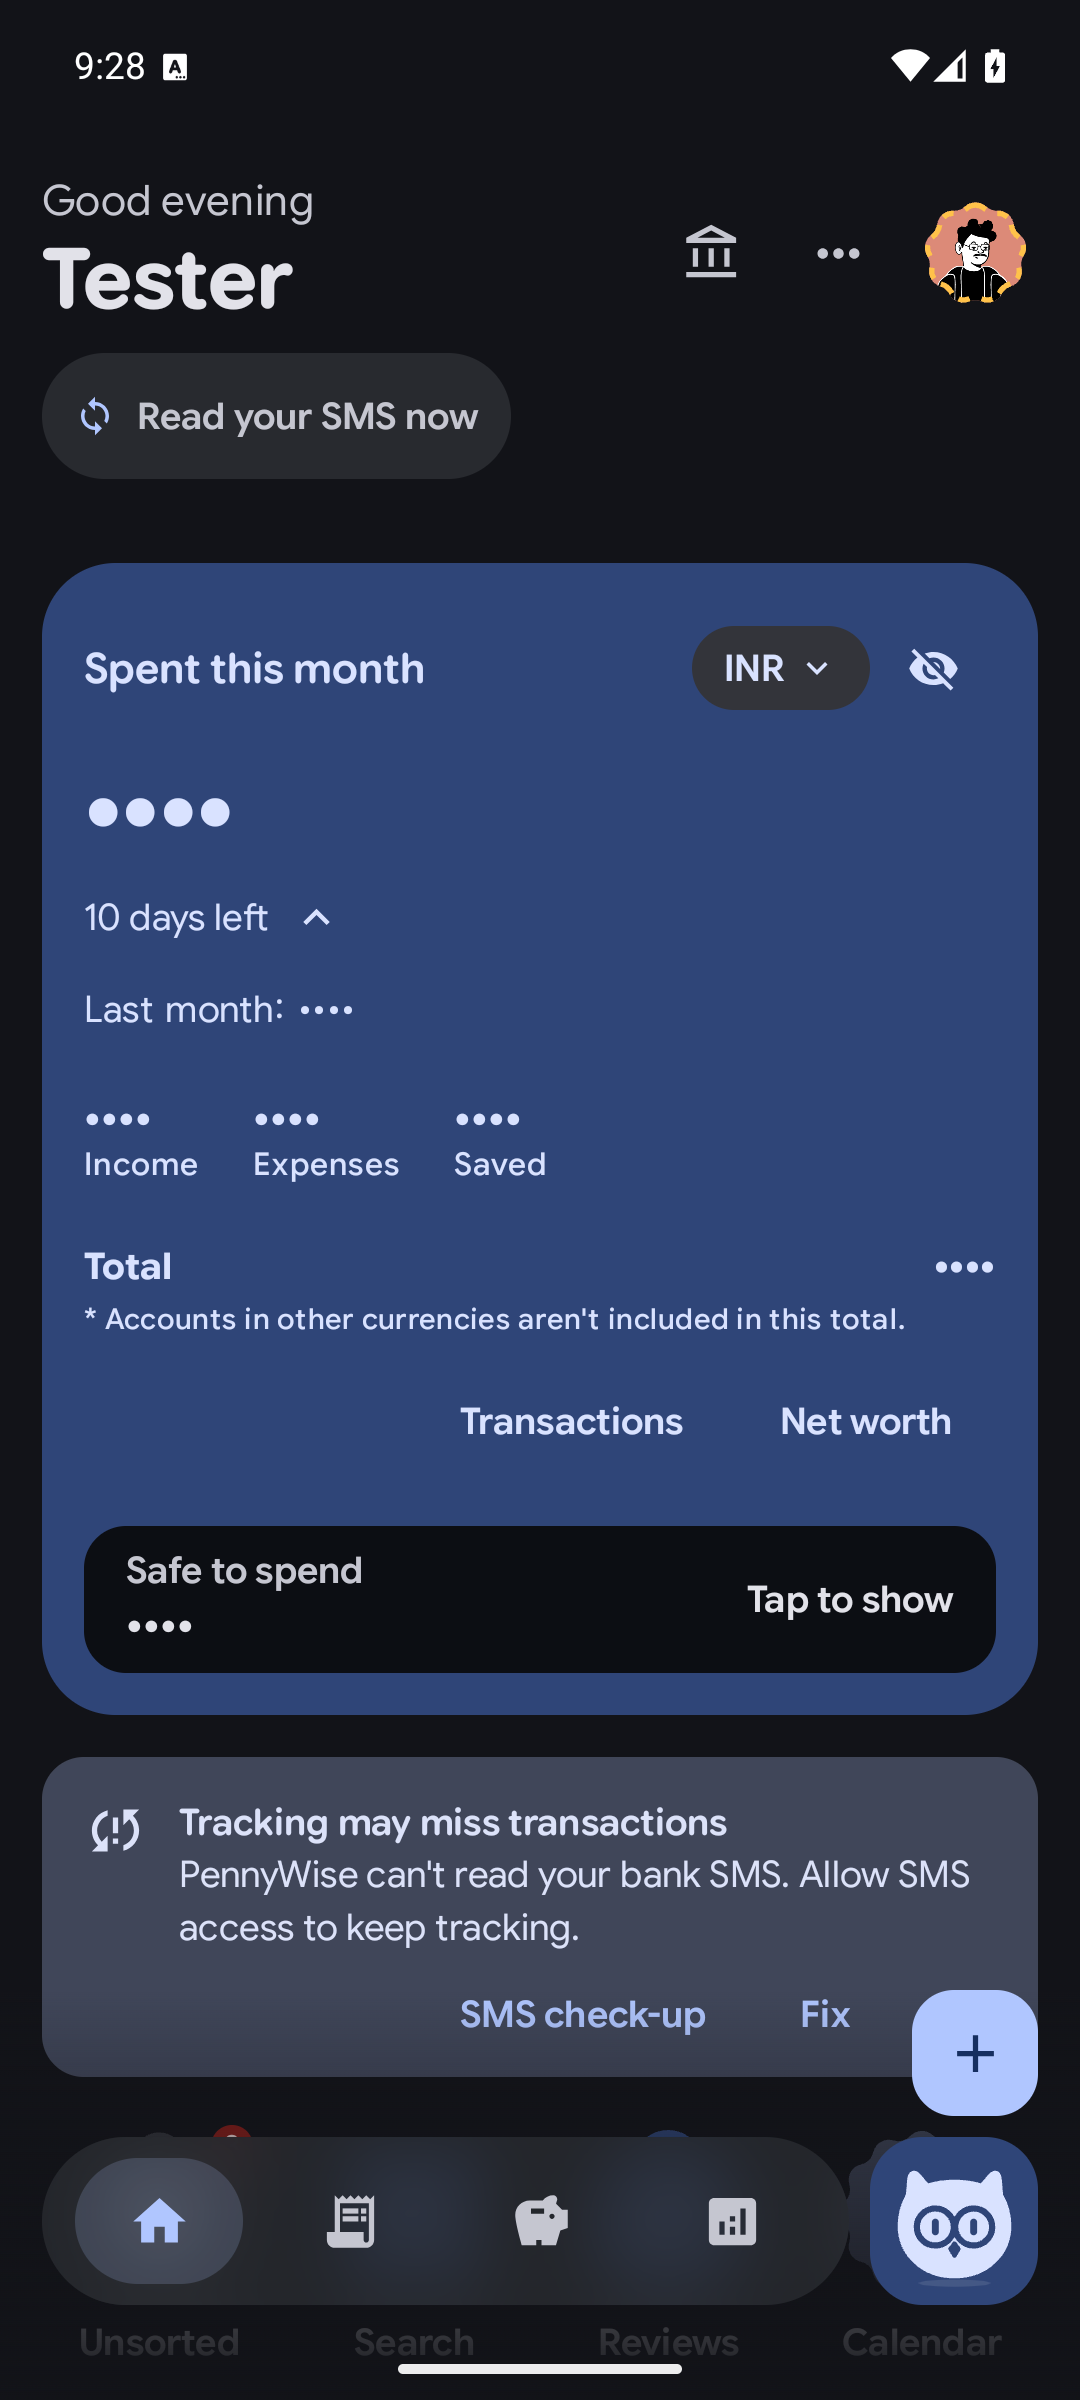 9:28
Good evening
Tester
Read your SMS now
Spent this month
INR
••••
10 days left
Last month: ••••
•••• •••• ••••
Income Expenses Saved
Total ••••
* Accounts in other currencies aren't included in this total.
Transactions Net worth
Safe to spend
••••
Tap to show
Tracking may miss transactions
PennyWise can't read your bank SMS. Allow SMS
access to keep tracking.
SMS check-up Fix
Unsorted Search Reviews Calendar